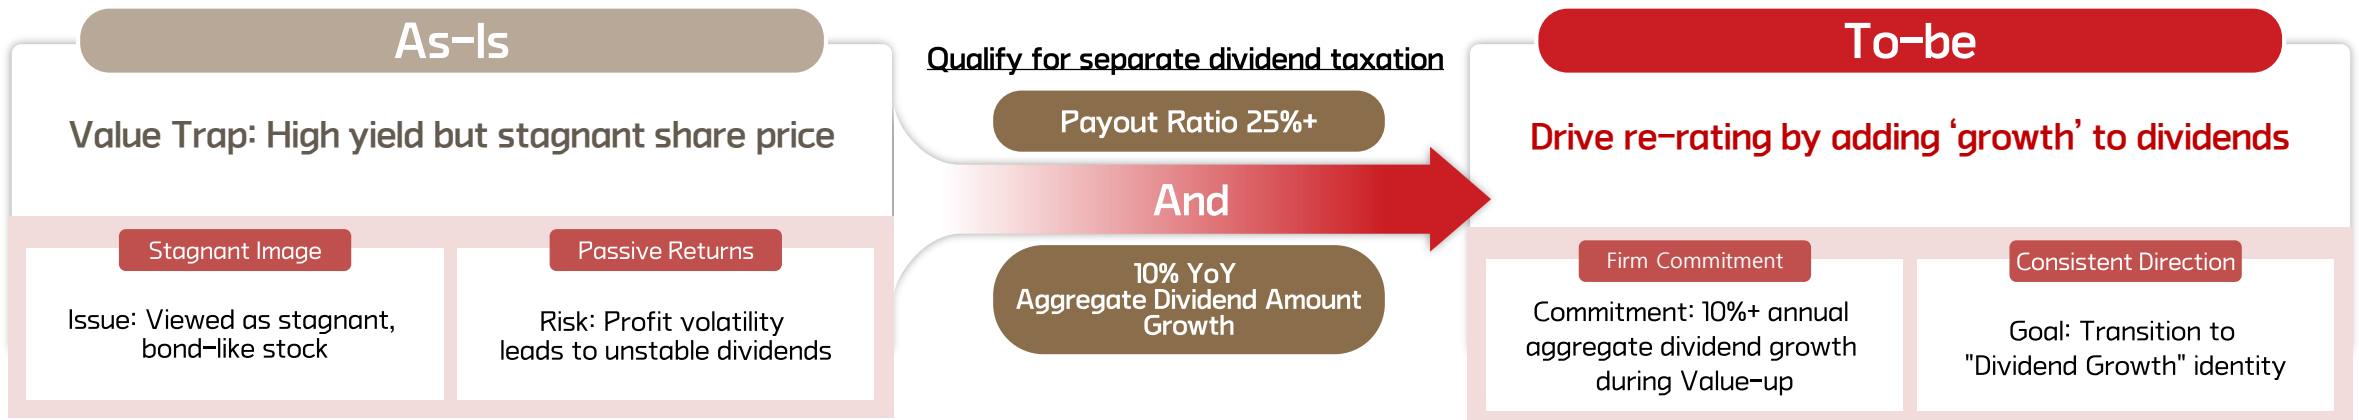 As-Is
Value Trap: High yield but stagnant share price
Stagnant Image
Issue: Viewed as stagnant,
bond-like stock
Passive Returns
Risk: Profit volatility
leads to unstable dividends
Qualify for separate dividend taxation
Payout Ratio 25%+
And
10% YoY
Aggregate Dividend Amount
Growth
To-be
Drive re-rating by adding ‘growth’ to dividends
Firm Commitment
Commitment: 10%+ annual
aggregate dividend growth
during Value-up
Consistent Direction
Goal: Transition to
"Dividend Growth" identity